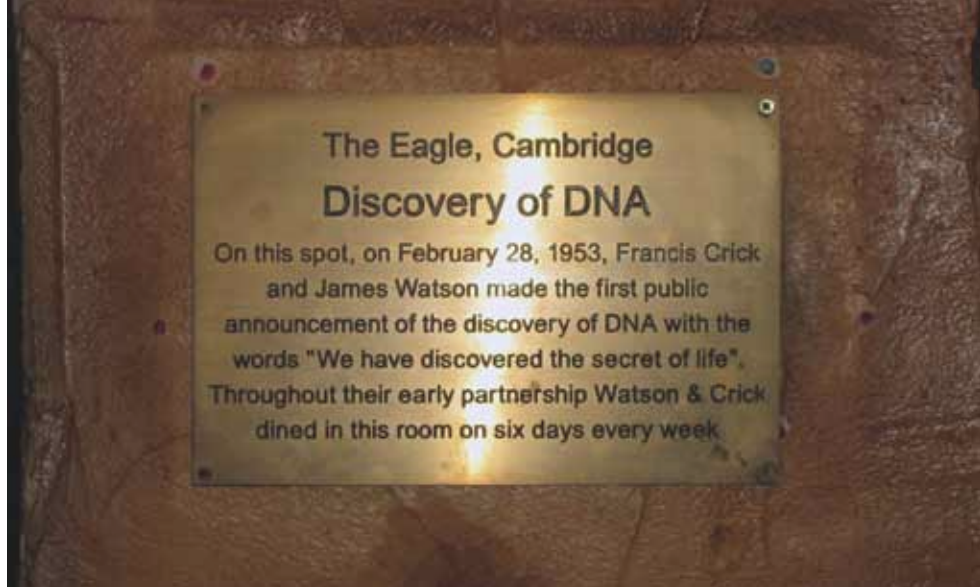 The Eagle, Cambridge
Discovery of DNA
On this spot, on February 28, 1953, Francis Crick
and James Watson made the first public
announcement of the discovery of DNA with the
words "We have discovered the secret of life".
Throughout their early partnership Watson & Crick
dined in this room on six days every week